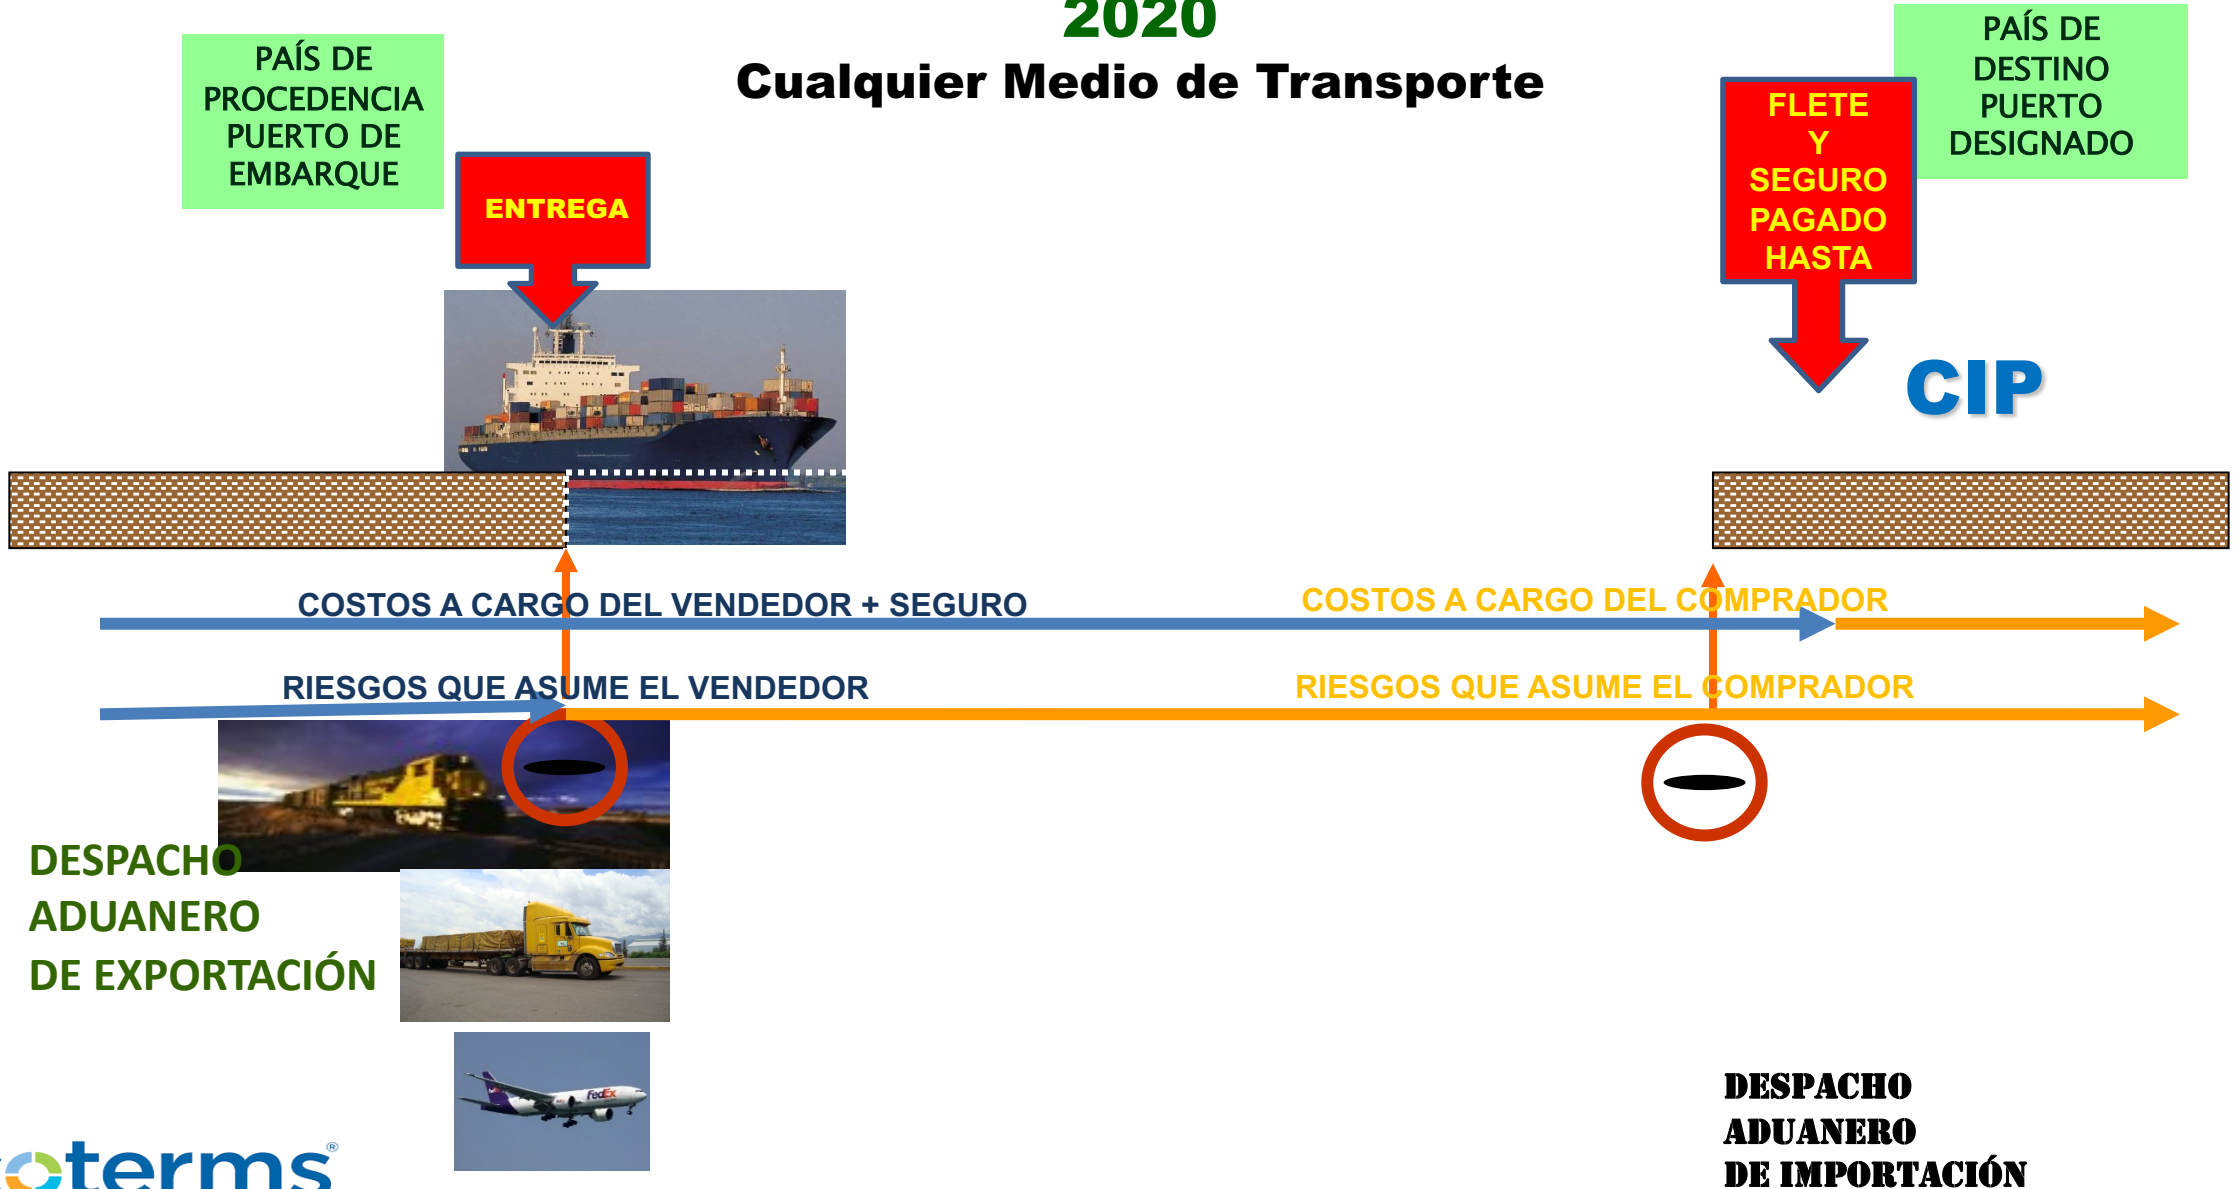 2020
Cualquier Medio de Transporte
PAÍS DE
PROCEDENCIA
PUERTO DE
EMBARQUE
ENTREGA
FLETE
Y
SEGURO
PAGADO
HASTA
PAÍS DE
DESTINO
PUERTO
DESIGNADO
CIP
COSTOS A CARGO DEL VENDEDOR + SEGURO
COSTOS A CARGO DEL COMPRADOR
RIESGOS QUE ASUME EL VENDEDOR
RIESGOS QUE ASUME EL COMPRADOR
DESPACHO
ADUANERO
DE EXPORTACIÓN
FedEx
DESPACHO
ADUANERO
DE IMPORTACIÓN
coterms®